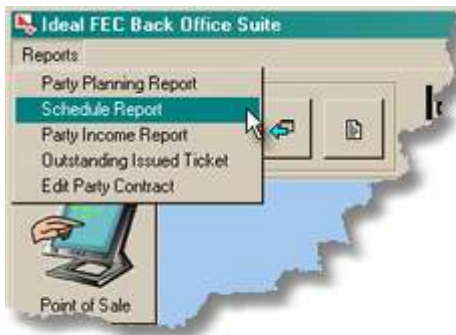 Ideal FEC Back Office Suite
Reports
Party Planning Report
Schedule Report
Party Income Report
Outstanding Issued Ticket
Edit Party Contract
Point of Sale